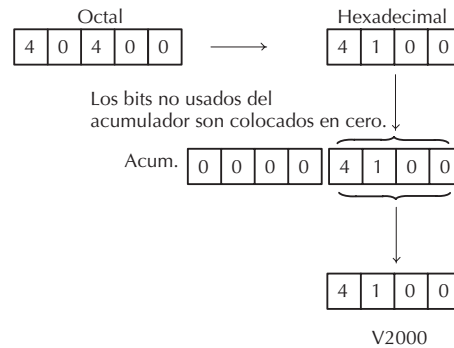 Octal Hexadecimal
4 0 4 0 0 4 1 0 0
Los bits no usados del
acumulador son colocados en cero.
Acum. 0 0 0 0 4 1 0 0
4 1 0 0
V2000